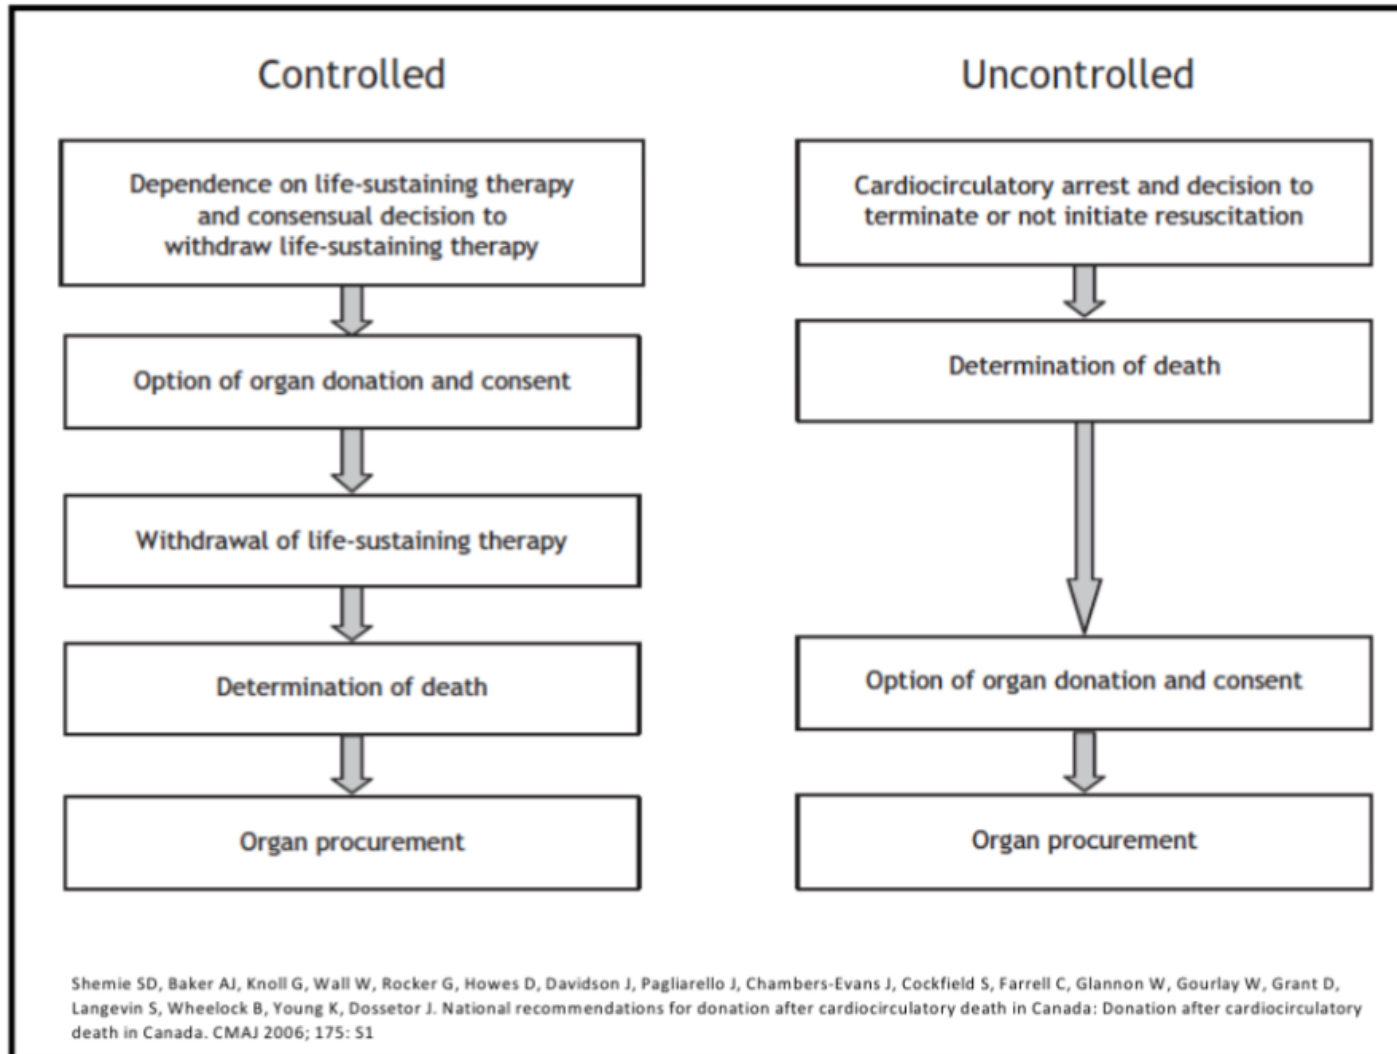 Controlled
Dependence on life-sustaining therapy
and consensual decision to
withdraw life-sustaining therapy
Option of organ donation and consent
Withdrawal of life-sustaining therapy
Determination of death
Organ procurement
Uncontrolled
Cardiocirculatory arrest and decision to
terminate or not initiate resuscitation
Determination of death
Option of organ donation and consent
Organ procurement
Shemie SD, Baker AJ, Knoll G, Wall W, Rocker G, Howes D, Davidson J, Pagliarello J, Chambers-Evans J, Cockfield S, Farrell C, Glannon W, Gourlay W, Grant D,
Langevin S, Wheelock B, Young K, Dossetor J. National recommendations for donation after cardiocirculatory death in Canada: Donation after cardiocirculatory
death in Canada. CMAJ 2006; 175: S1